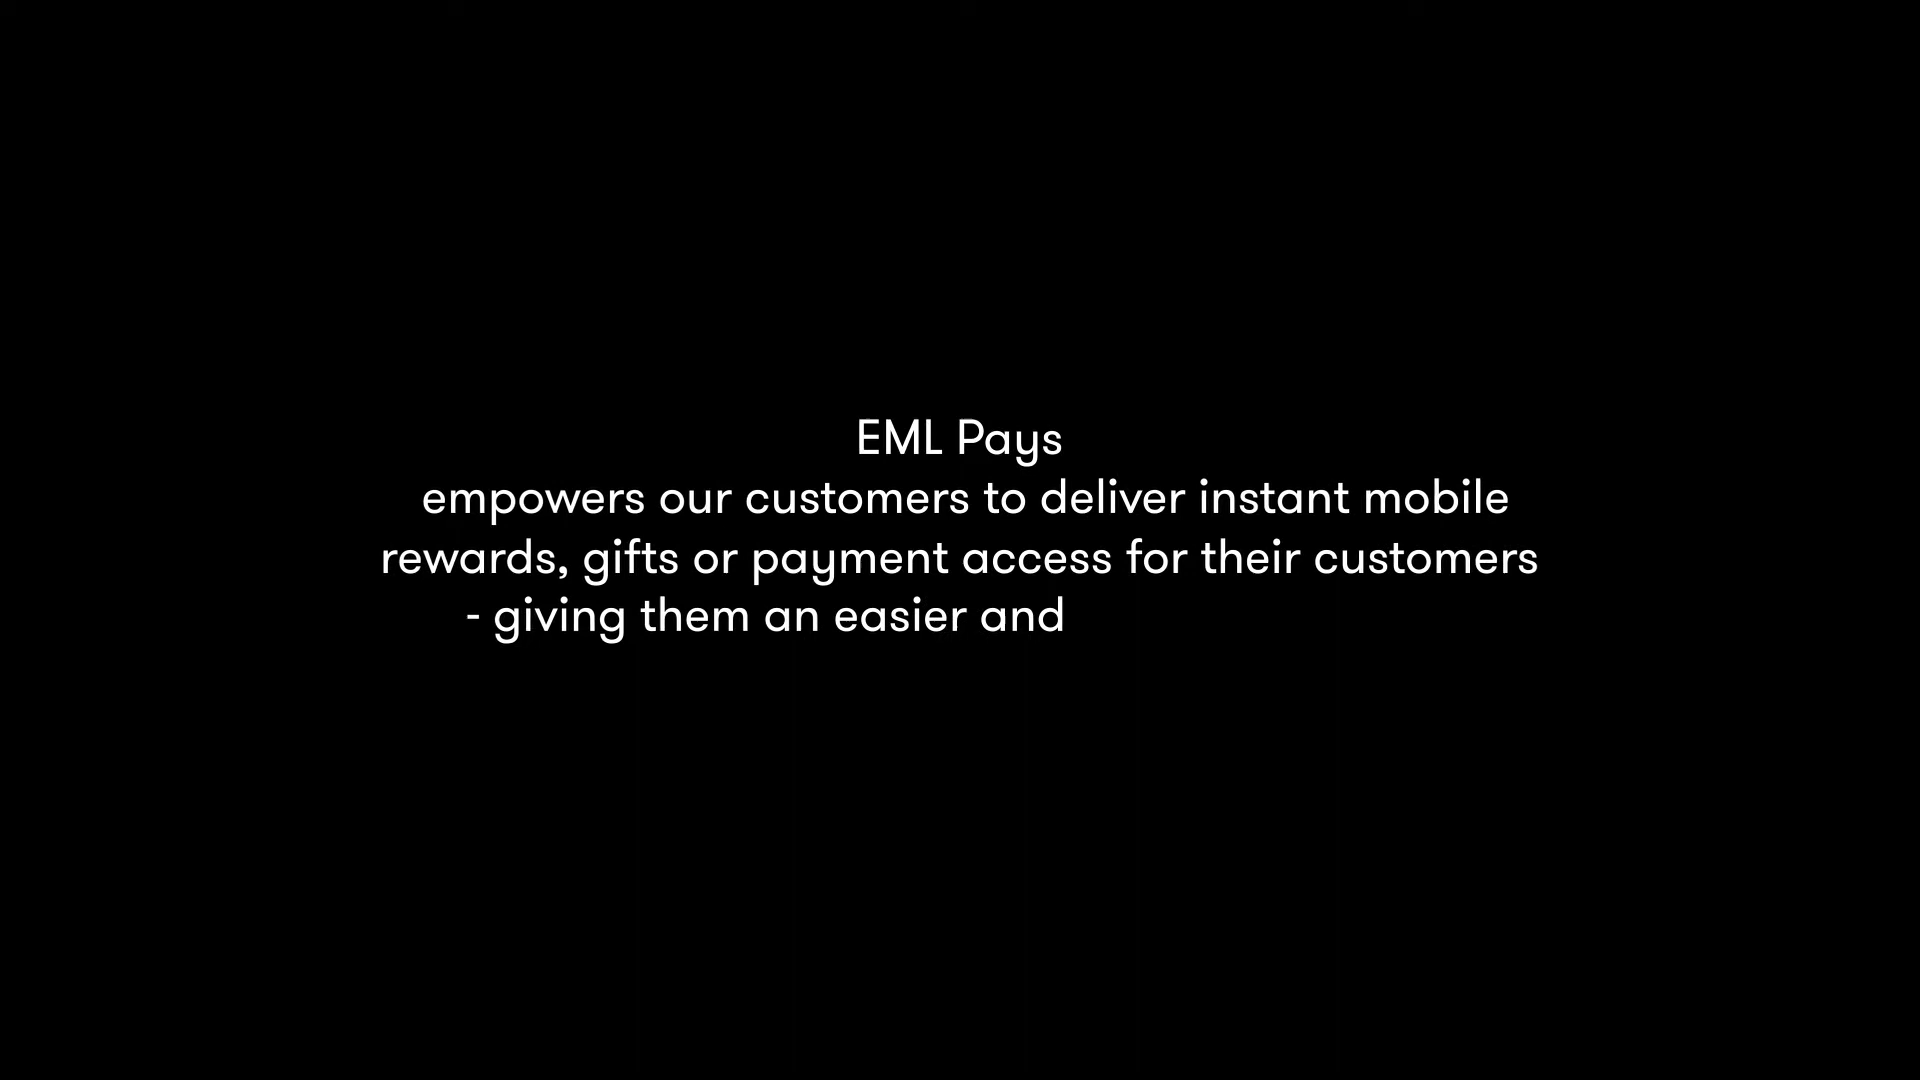 EML Pays
empowers our customers to deliver instant mobile
rewards, gifts or payment access for their customers
- giving them an easier and